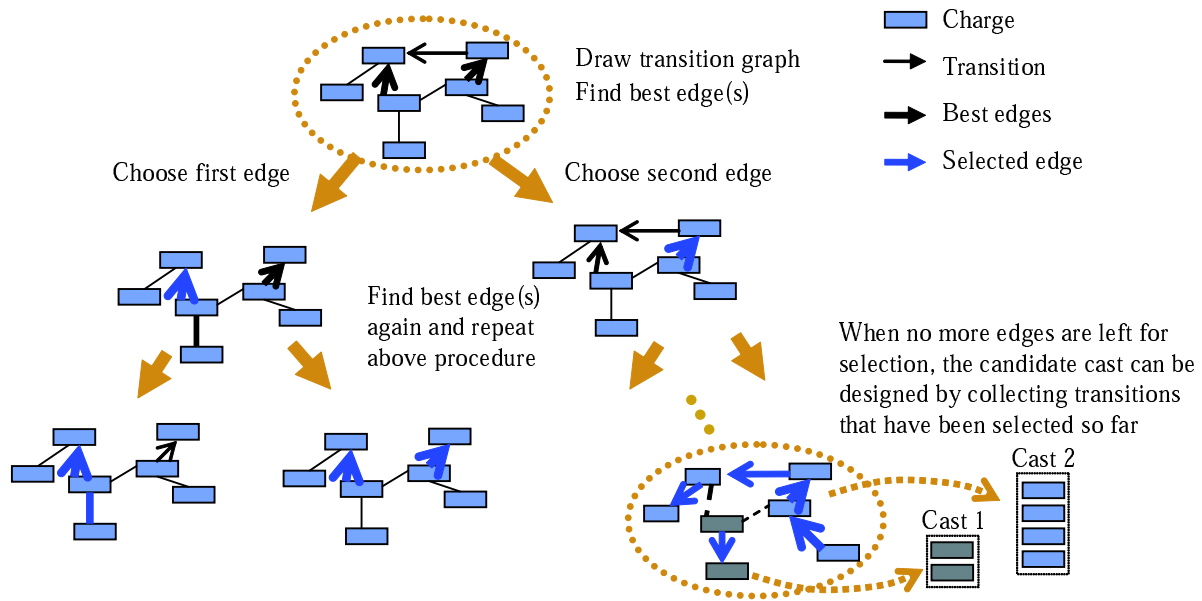 Draw transition graph
Find best edge(s)
Charge
Transition
Best edges
Selected edge
Choose first edge
Choose second edge
Find best edge(s)
again and repeat
above procedure
When no more edges are left for
selection, the candidate cast can be
designed by collecting transitions
that have been selected so far
Cast 2
Cast 1